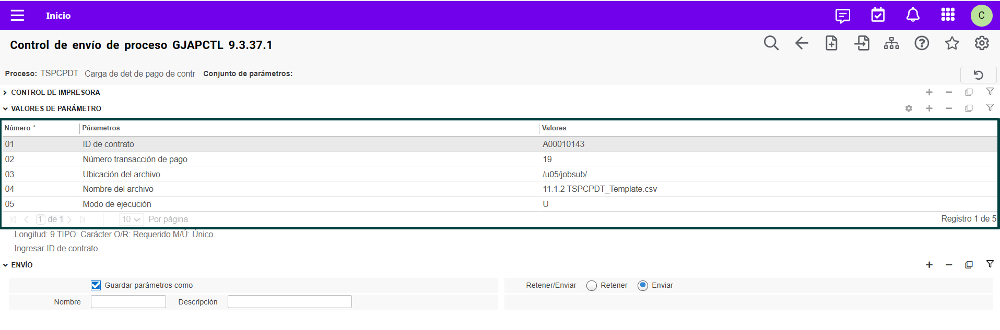 Inicio
C
Control de envío de proceso GJAPCTL 9.3.37.1
Proceso: TSPCPDT Carga de det de pago de contr Conjunto de parámetros:
CONTROL DE IMPRESORA
VALORES DE PARÁMETRO
Número * Párametros Valores
01 ID de contrato A00010143
02 Número transacción de pago 19
03 Ubicación del archivo /u05/jobsub/
04 Nombre del archivo 11.1.2 TSPCPDT_Template.csv
05 Modo de ejecución U
1 de 1 10 Por página Registro 1 de 5
Longitud: 9 TIPO: Carácter O/R: Requerido M/Ú: Único
Ingresar ID de contrato
ENVÍO
Guardar parámetros como Retener/Enviar Retener Enviar
Nombre Descripción